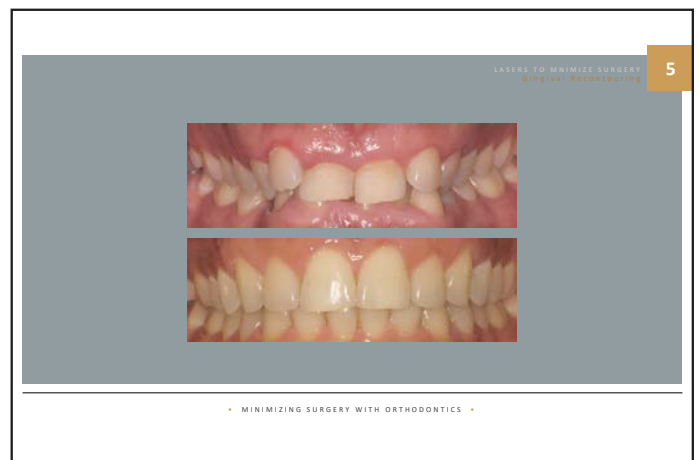 LASERS TO MNIMIZE SURGERY
Gingival Recontouring
5
• MINIMIZING SURGERY WITH ORTHODONTICS •